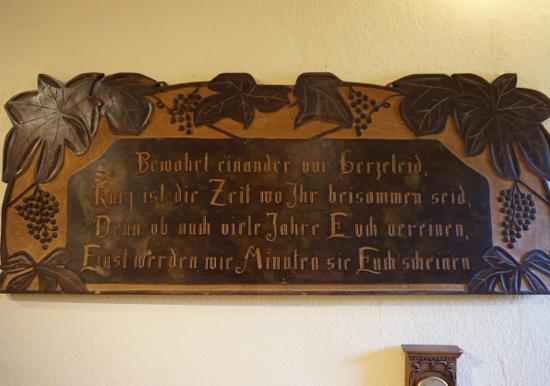 Bewahrt einander vor Herzeleid,
Kurz ist die Zeit wo Ihr beisammen seid,
Denn ob auch viele Jahre Euch vereinen,
Einst werden wie Minuten sie Euch scheinen